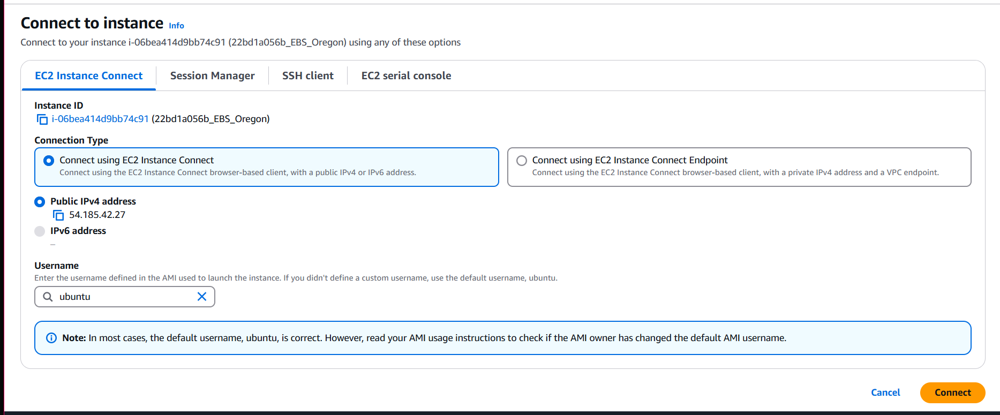 Connect to instance Info
Connect to your instance i-06bea414d9bb74c91 (22bd1a056b_EBS_Oregon) using any of these options
EC2 Instance Connect Session Manager SSH client EC2 serial console
Instance ID
i-06bea414d9bb74c91 (22bd1a056b_EBS_Oregon)
Connection Type
Connect using EC2 Instance Connect
Connect using the EC2 Instance Connect browser-based client, with a public IPv4 or IPv6 address.
Connect using EC2 Instance Connect Endpoint
Connect using the EC2 Instance Connect browser-based client, with a private IPv4 address and a VPC endpoint.
Public IPv4 address
54.185.42.27
IPv6 address
–
Username
Enter the username defined in the AMI used to launch the instance. If you didn't define a custom username, use the default username, ubuntu.
ubuntu
Note: In most cases, the default username, ubuntu, is correct. However, read your AMI usage instructions to check if the AMI owner has changed the default AMI username.
Cancel Connect